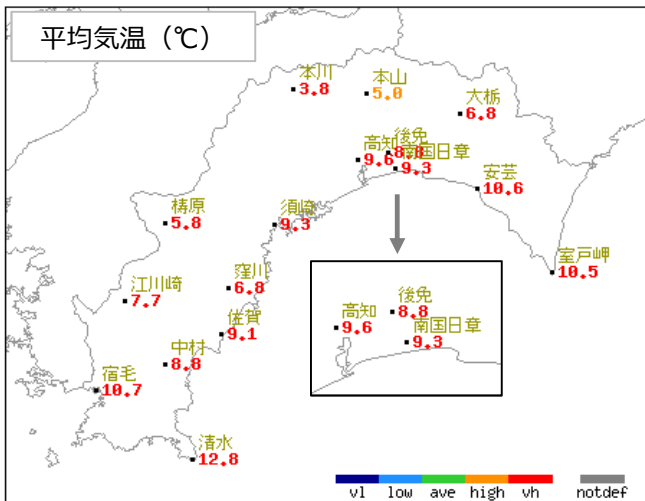 平均気温（℃）
本川
3.8
本山
5.0
大栃
6.8
高知
9.6
後免
8.8
南国日章
9.3
安芸
10.6
室戸岬
10.5
梼原
5.8
須崎
9.3
窪川
6.8
江川崎
7.7
佐賀
9.1
中村
8.8
宿毛
10.7
清水
12.8
後免
8.8
高知
9.6
南国日章
9.3
vl low ave high vh notdef